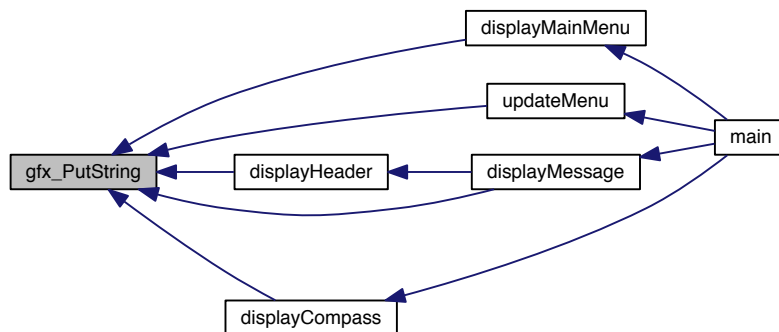 displayMainMenu
updateMenu
main
gfx_PutString
displayHeader
displayMessage
displayCompass